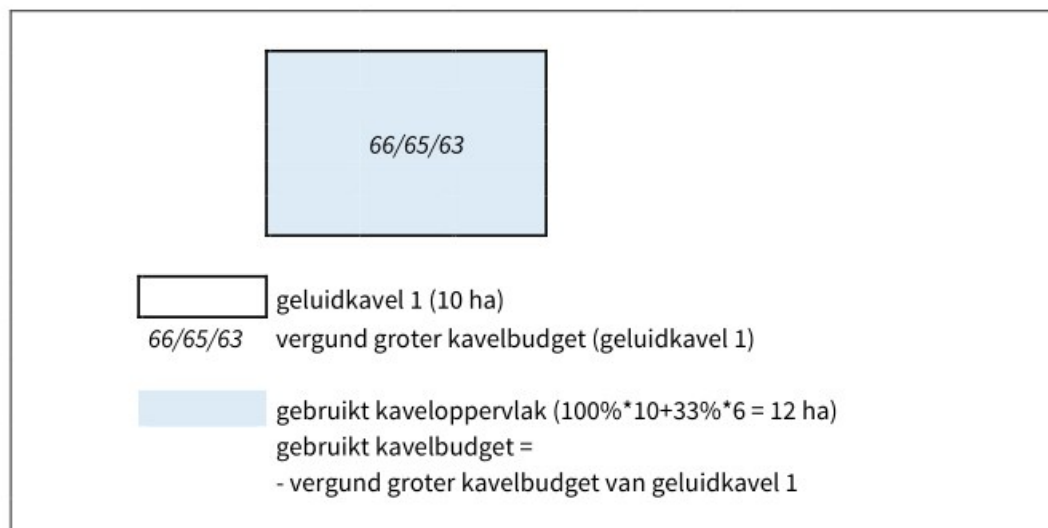 66/65/63
geluidkavel 1 (10 ha)
66/65/63 vergund groter kavelbudget (geluidkavel 1)
gebruikt kaveloppervlak (100%*10+33%*6 = 12 ha)
gebruikt kavelbudget =
- vergund groter kavelbudget van geluidkavel 1